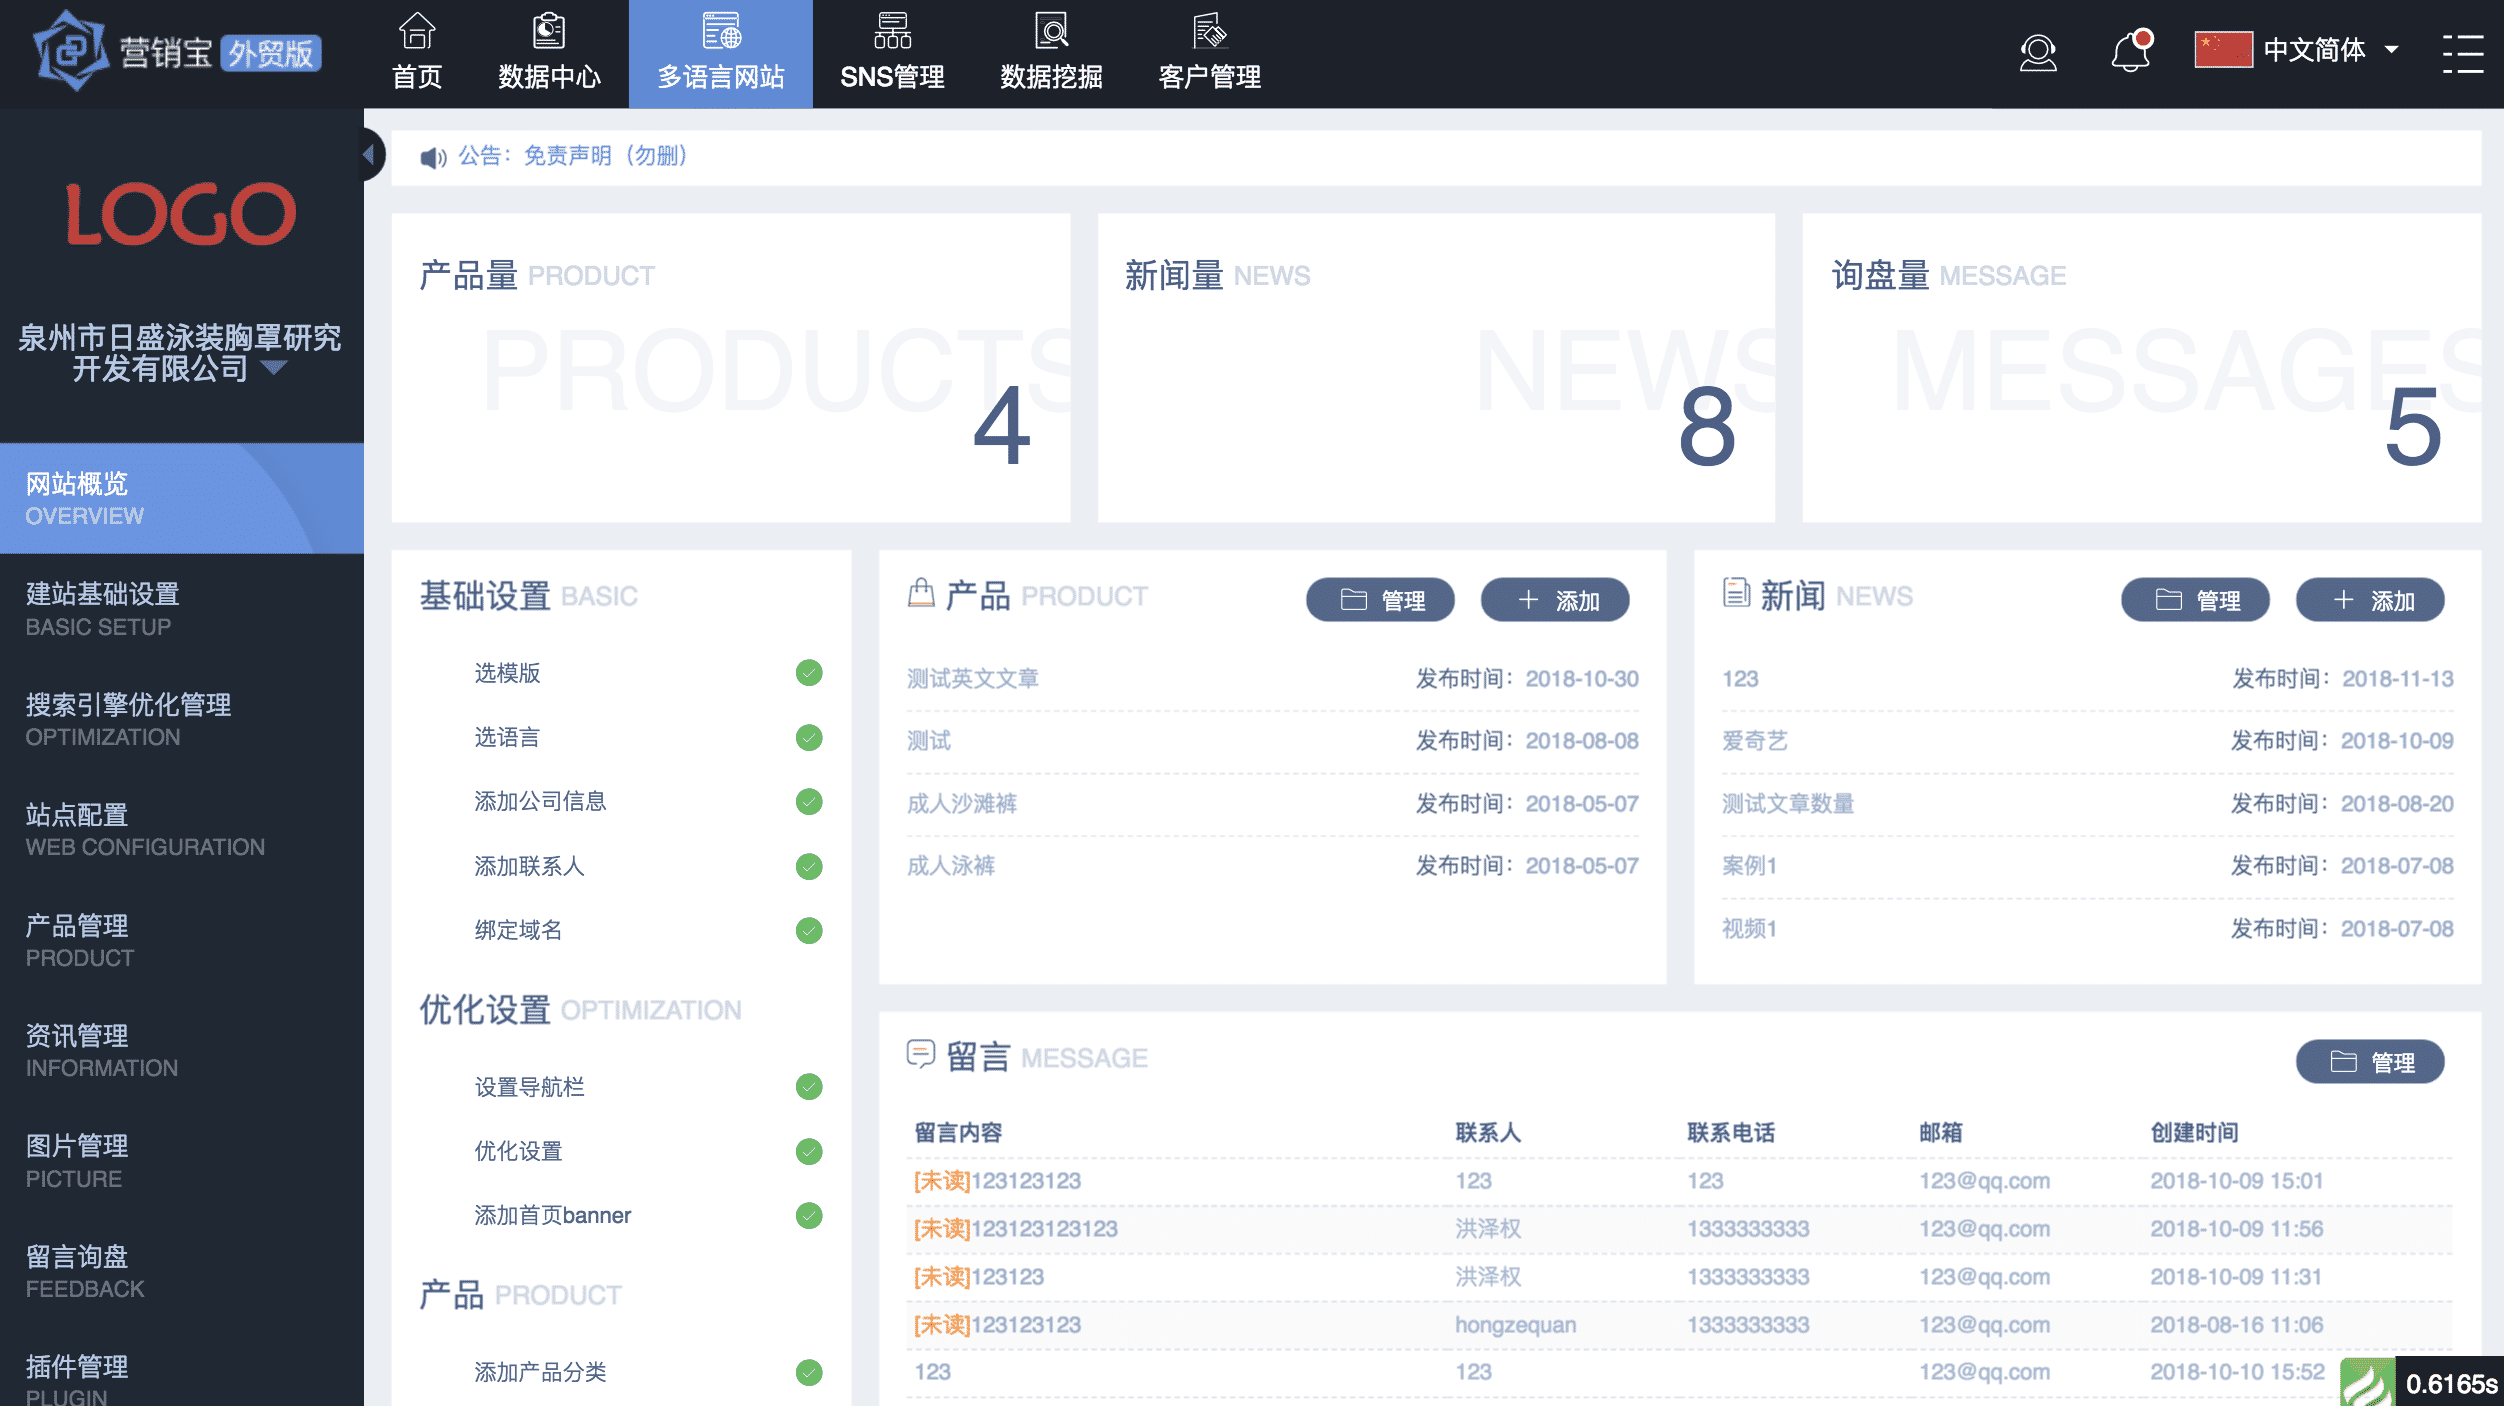 营销宝 外贸版
首页
数据中心
多语言网站
SNS管理
数据挖掘
客户管理
中文简体
LOGO
泉州市日盛泳装胸罩研究
开发有限公司
网站概览
OVERVIEW
建站基础设置
BASIC SETUP
搜索引擎优化管理
OPTIMIZATION
站点配置
WEB CONFIGURATION
产品管理
PRODUCT
资讯管理
INFORMATION
图片管理
PICTURE
留言询盘
FEEDBACK
插件管理
PLUGIN
公告：免责声明（勿删）
产品量 PRODUCT
PRODUCTS
4
新闻量 NEWS
NEWS
8
询盘量 MESSAGE
MESSAGES
5
基础设置 BASIC
选模版
选语言
添加公司信息
添加联系人
绑定域名
优化设置 OPTIMIZATION
设置导航栏
优化设置
添加首页banner
产品 PRODUCT
添加产品分类
产品 PRODUCT 管理 添加
测试英文文章 发布时间：2018-10-30
测试 发布时间：2018-08-08
成人沙滩裤 发布时间：2018-05-07
成人泳裤 发布时间：2018-05-07
新闻 NEWS 管理 添加
123 发布时间：2018-11-13
爱奇艺 发布时间：2018-10-09
测试文章数量 发布时间：2018-08-20
案例1 发布时间：2018-07-08
视频1 发布时间：2018-07-08
留言 MESSAGE 管理
留言内容 联系人 联系电话 邮箱 创建时间
[未读]123123123 123 123 123@qq.com 2018-10-09 15:01
[未读]123123123123 洪泽权 1333333333 123@qq.com 2018-10-09 11:56
[未读]123123 洪泽权 1333333333 123@qq.com 2018-10-09 11:31
[未读]123123123 hongzequan 1333333333 123@qq.com 2018-08-16 11:06
123 123 123@qq.com 2018-10-10 15:52
0.6165s